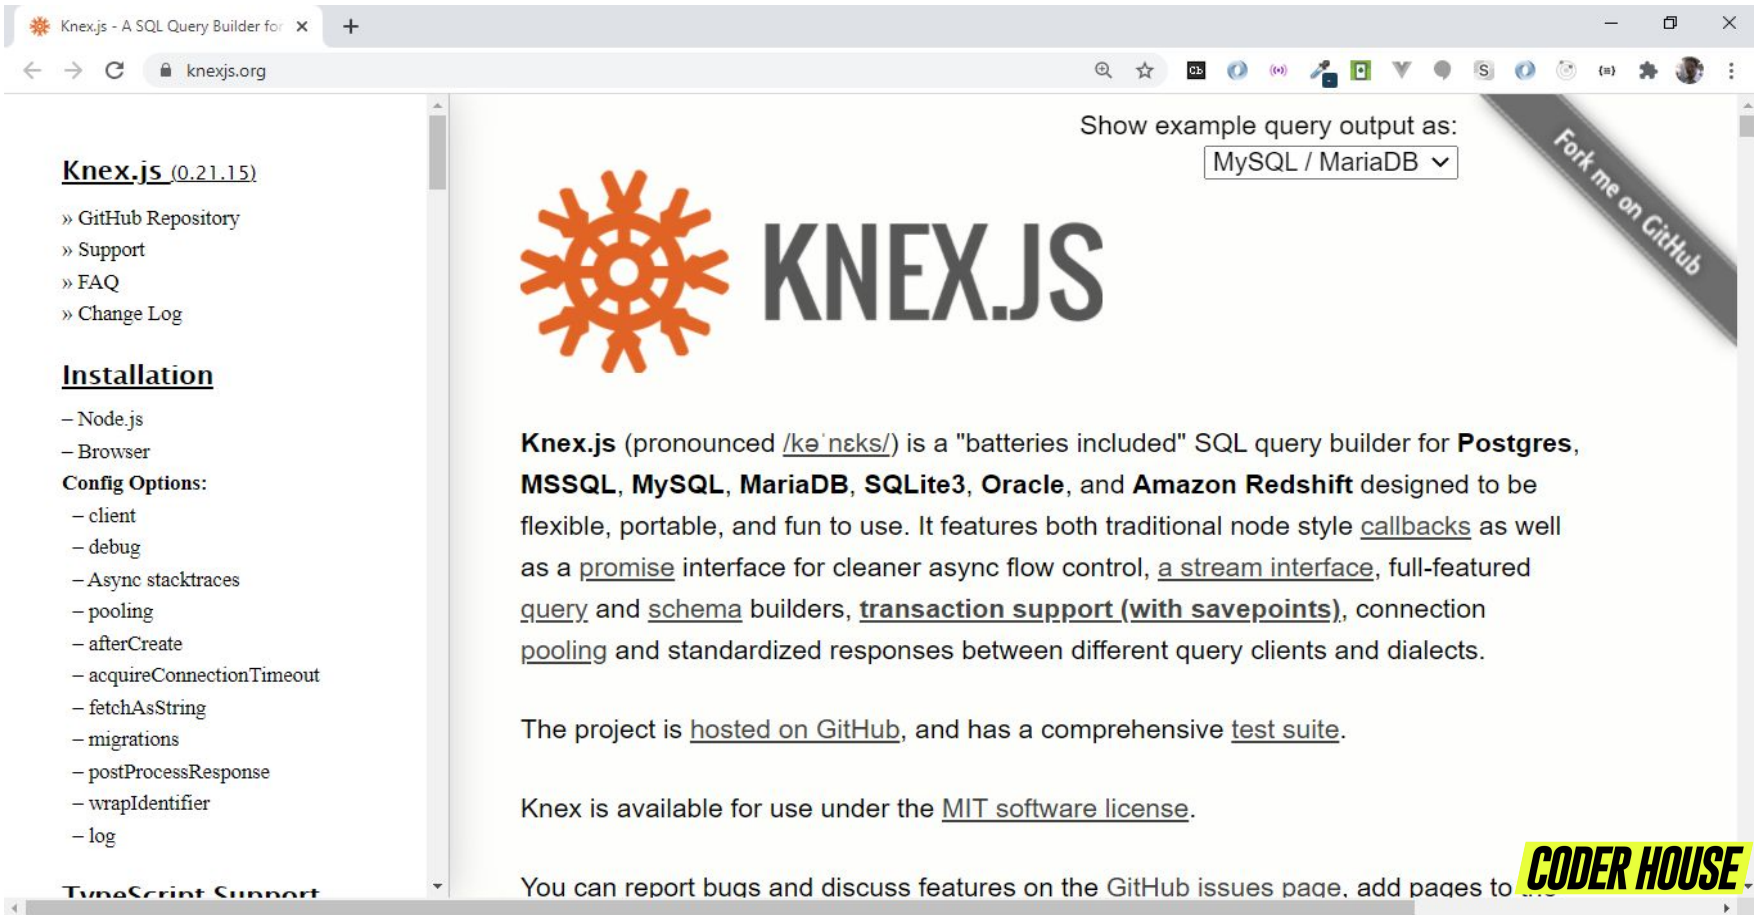 Knex.js - A SQL Query Builder for
knexjs.org
Knex.js (0.21.15)
» GitHub Repository
» Support
» FAQ
» Change Log
Installation
– Node.js
– Browser
Config Options:
– client
– debug
– Async stacktraces
– pooling
– afterCreate
– acquireConnectionTimeout
– fetchAsString
– migrations
– postProcessResponse
– wrapIdentifier
– log
TypeScript Support
Show example query output as:
MySQL / MariaDB
Fork me on GitHub
KNEX.JS
Knex.js (pronounced /kəˈnɛks/) is a "batteries included" SQL query builder for Postgres,
MSSQL, MySQL, MariaDB, SQLite3, Oracle, and Amazon Redshift designed to be
flexible, portable, and fun to use. It features both traditional node style callbacks as well
as a promise interface for cleaner async flow control, a stream interface, full-featured
query and schema builders, transaction support (with savepoints), connection
pooling and standardized responses between different query clients and dialects.
The project is hosted on GitHub, and has a comprehensive test suite.
Knex is available for use under the MIT software license.
You can report bugs and discuss features on the GitHub issues page, add pages to the
CODER HOUSE